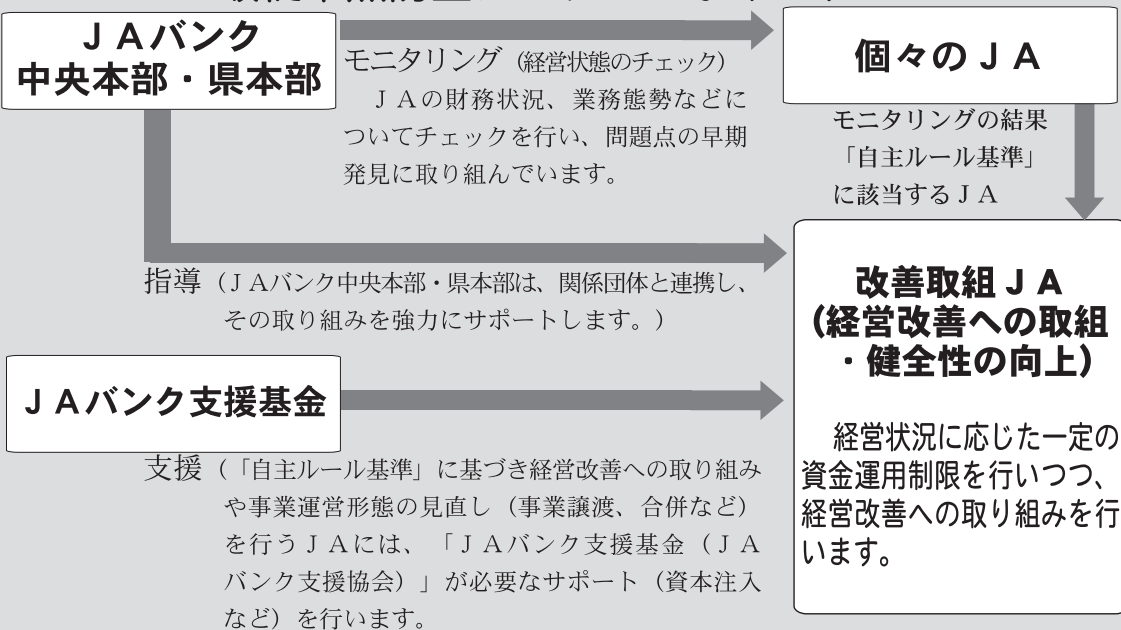 ＪＡバンク
中央本部・県本部
モニタリング（経営状態のチェック）
ＪＡの財務状況、業務態勢などに
ついてチェックを行い、問題点の早期
発見に取り組んでいます。
個々のＪＡ
モニタリングの結果
「自主ルール基準」
に該当するＪＡ
指導（ＪＡバンク中央本部・県本部は、関係団体と連携し、
その取り組みを強力にサポートします。）
改善取組ＪＡ
（経営改善への取組
・健全性の向上）
経営状況に応じた一定の
資金運用制限を行いつつ、
経営改善への取り組みを行
います。
ＪＡバンク支援基金
支援（「自主ルール基準」に基づき経営改善への取り組み
や事業運営形態の見直し（事業譲渡、合併など）
を行うＪＡには、「ＪＡバンク支援基金（ＪＡ
バンク支援協会）」が必要なサポート（資本注入
など）を行います。